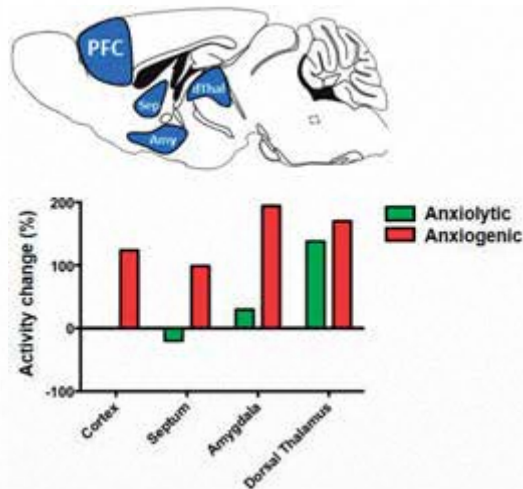 PFC
Sep
dThal
Amy
200
100
0
-100
Activity change (%)
Anxiolytic
Anxiogenic
Cortex
Septum
Amygdala
Dorsal Thalamus